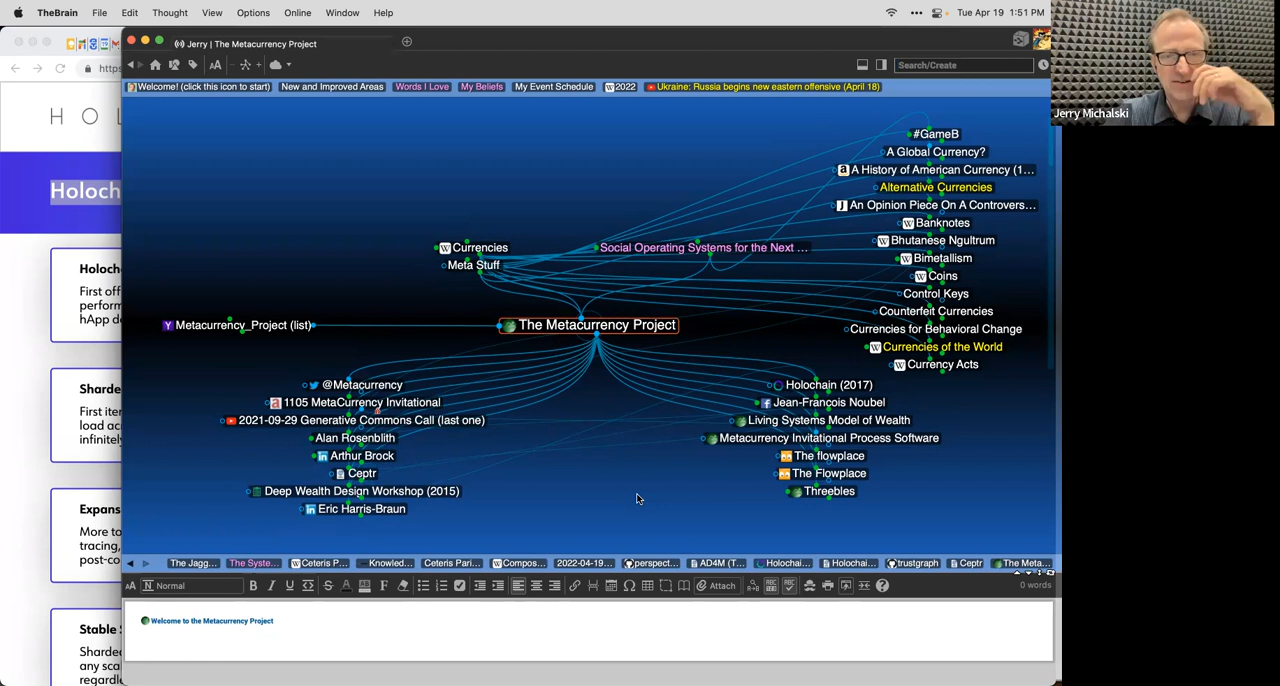 TheBrain File Edit Thought View Options Online Window Help Tue Apr 19 1:51 PM
Jerry | The Metacurrency Project
Search/Create
Welcome! (click this icon to start) New and Improved Areas Words I Love My Beliefs My Event Schedule 2022 Ukraine: Russia begins new eastern offensive (April 18)
Jerry Michalski
https
H O L
Holoch
Holoch
First off
perform
hApp d
Sharde
First iter
load acr
infinitely
Expans
More to
tracing,
post-co
Stable S
Sharded
any sca
regardle
#GameB
A Global Currency?
A History of American Currency (1...
Alternative Currencies
An Opinion Piece On A Controvers...
Banknotes
Bhutanese Ngultrum
Bimetallism
Coins
Control Keys
Counterfeit Currencies
Currencies for Behavioral Change
Currencies of the World
Currency Acts
Currencies
Meta Stuff
Social Operating Systems for the Next ...
Metacurrency_Project (list)
The Metacurrency Project
@Metacurrency
1105 MetaCurrency Invitational
2021-09-29 Generative Commons Call (last one)
Alan Rosenblith
Arthur Brock
Ceptr
Deep Wealth Design Workshop (2015)
Eric Harris-Braun
Holochain (2017)
Jean-François Noubel
Living Systems Model of Wealth
Metacurrency Invitational Process Software
The flowplace
The Flowplace
Threebles
The Jagg... The Syste... Ceteris P... Knowled... Ceteris Pari... Compos... 2022-04-19... perspect... AD4M (T... Holochai... Holochai... trustgraph Ceptr The Meta...
Normal Attach 0 words
Welcome to the Metacurrency Project